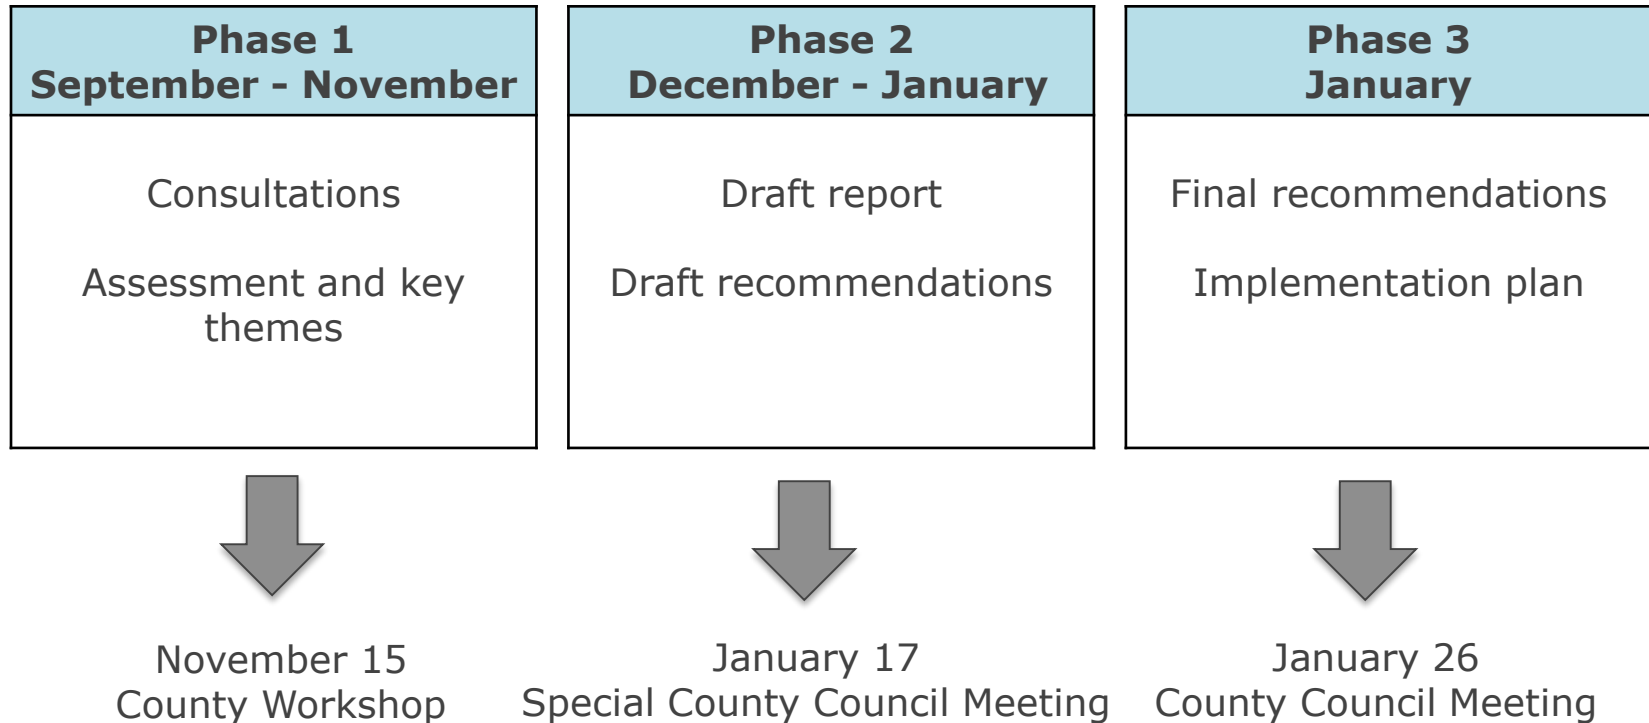 Phase 1
September - November
Consultations
Assessment and key
themes
November 15
County Workshop
Phase 2
December - January
Draft report
Draft recommendations
January 17
Special County Council Meeting
Phase 3
January
Final recommendations
Implementation plan
January 26
County Council Meeting